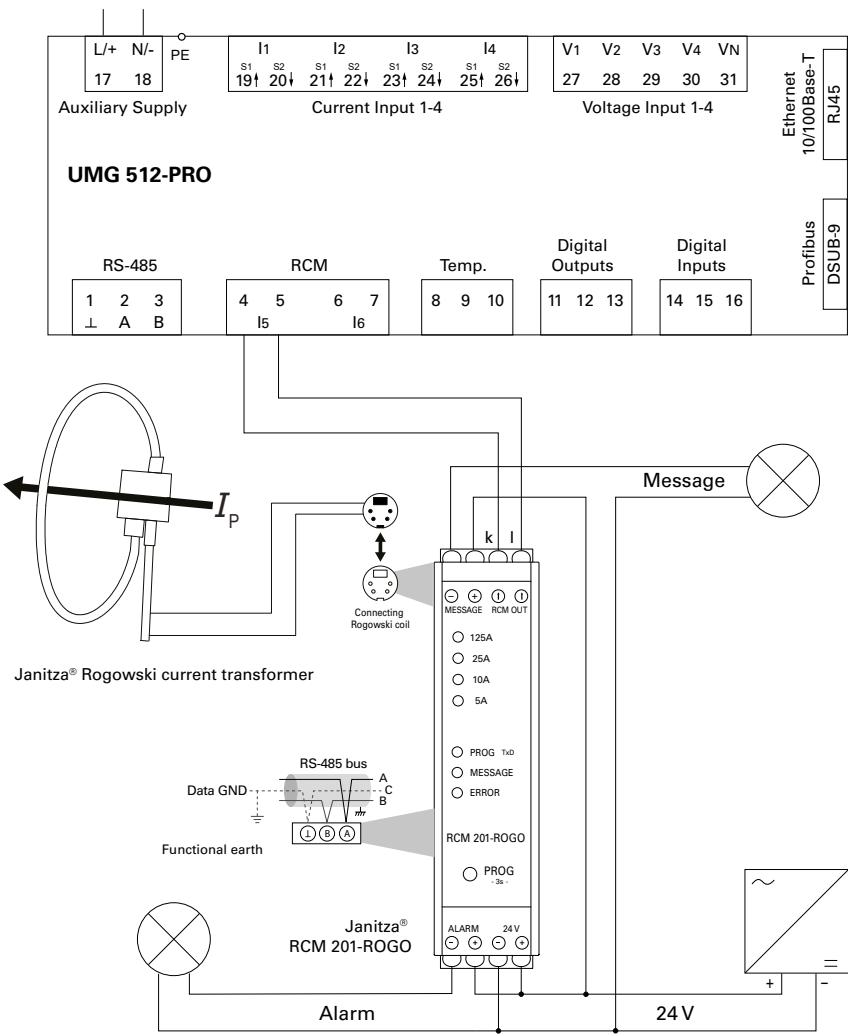 L/+ N/- PE
17 18
Auxiliary Supply
I1 I2 I3 I4
S1 S2 S1 S2 S1 S2 S1 S2
19 20 21 22 23 24 25 26
Current Input 1-4
V1 V2 V3 V4 VN
27 28 29 30 31
Voltage Input 1-4
Ethernet
10/100Base-T
RJ45
UMG 512-PRO
Profibus
DSUB-9
RS-485
1 2 3
⊥ A B
RCM
4 5 6 7
I5 I6
Temp.
8 9 10
Digital
Outputs
11 12 13
Digital
Inputs
14 15 16
IP
Message
k l
Connecting
Rogowski coil
Janitza® Rogowski current transformer
- +
MESSAGE RCM OUT
125A
25A
10A
5A
PROG TxD
MESSAGE
ERROR
RCM 201-ROGO
PROG
- 3s -
ALARM 24 V
- + - +
RS-485 bus
A
C
B
Data GND
⊥ B A
Functional earth
Janitza®
RCM 201-ROGO
+ -
Alarm
24 V